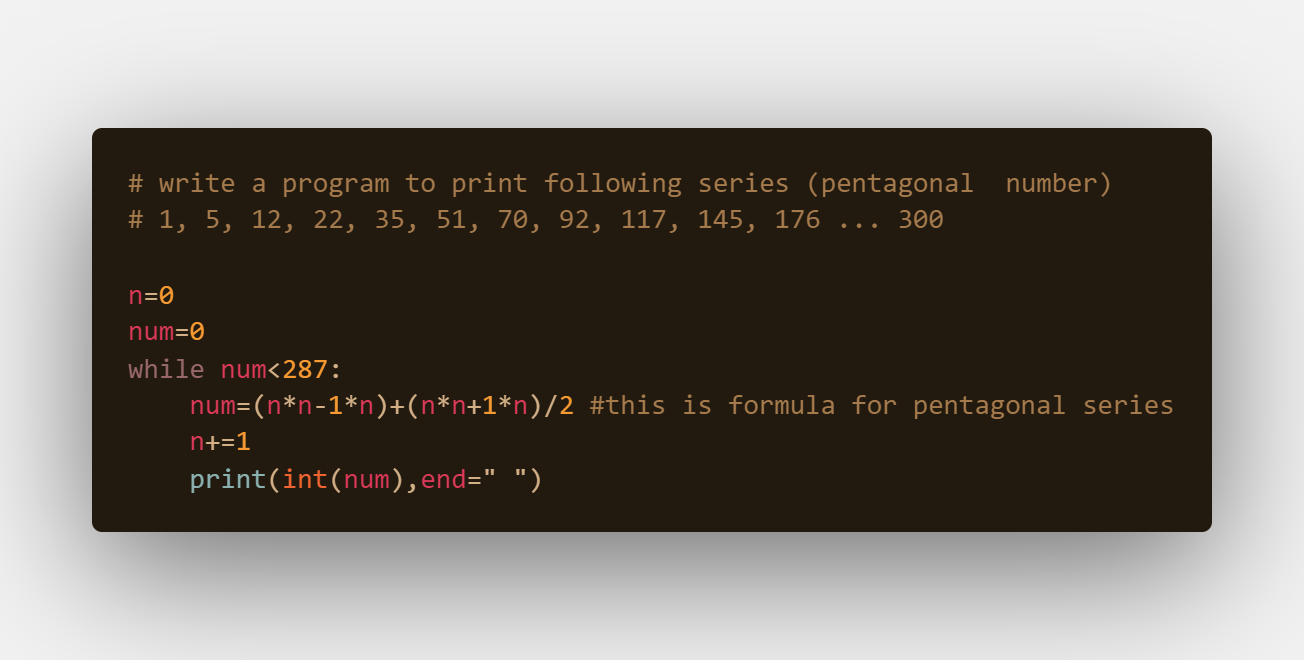 # write a program to print following series (pentagonal  number)
# 1, 5, 12, 22, 35, 51, 70, 92, 117, 145, 176 ... 300

n=0
num=0
while num<287:
    num=(n*n-1*n)+(n*n+1*n)/2 #this is formula for pentagonal series
    n+=1
    print(int(num),end=" ")